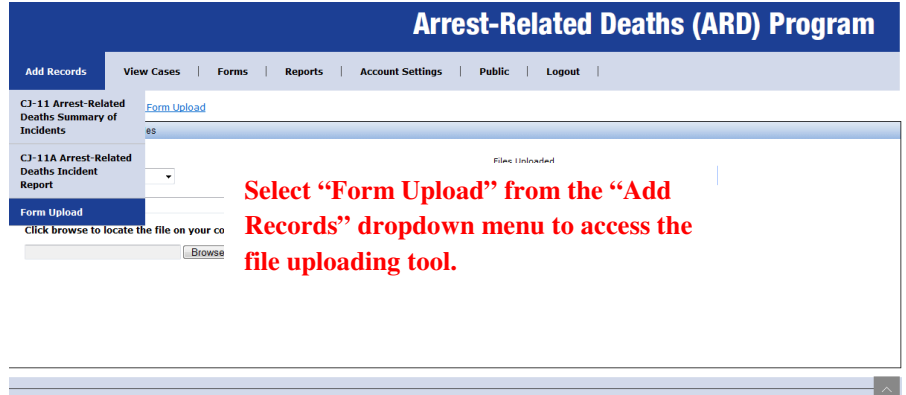 Arrest-Related Deaths (ARD) Program
Add Records View Cases | Forms | Reports | Account Settings | Public | Logout |
CJ-11 Arrest-Related
Deaths Summary of
Incidents
Form Upload
es
CJ-11A Arrest-Related
Deaths Incident
Report
Files Uploaded
Form Upload
Select “Form Upload” from the “Add
Records” dropdown menu to access the
file uploading tool.
Click browse to locate the file on your co
Browse